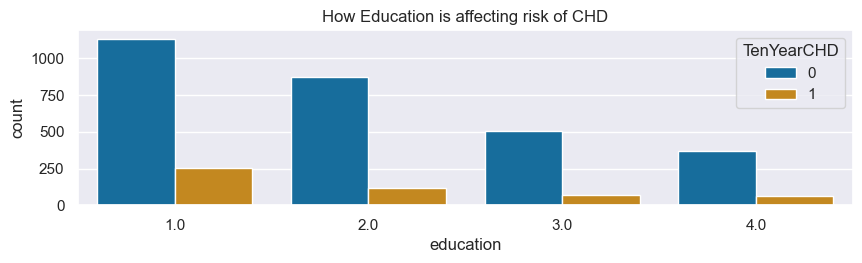 How Education is affecting risk of CHD
TenYearCHD
0
1
count
1000
750
500
250
0
1.0 2.0 3.0 4.0
education